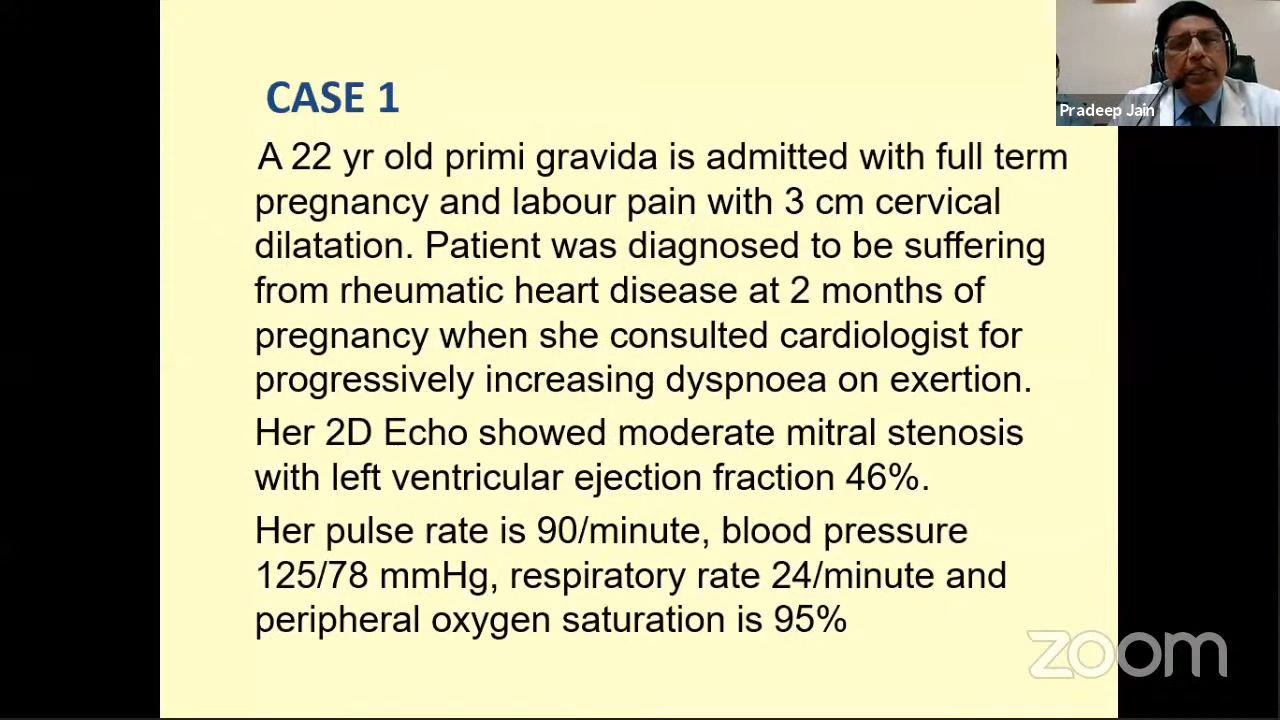 CASE 1
Pradeep Jain
A 22 yr old primi gravida is admitted with full term
pregnancy and labour pain with 3 cm cervical
dilatation. Patient was diagnosed to be suffering
from rheumatic heart disease at 2 months of
pregnancy when she consulted cardiologist for
progressively increasing dyspnoea on exertion.
Her 2D Echo showed moderate mitral stenosis
with left ventricular ejection fraction 46%.
Her pulse rate is 90/minute, blood pressure
125/78 mmHg, respiratory rate 24/minute and
peripheral oxygen saturation is 95%
zoom